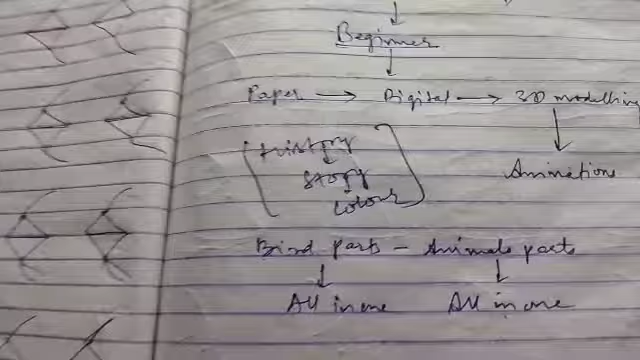 Beginner
Paper → Digital → 3D modelling
Animations
History
Story
Colour
Bird parts - Animals parts
All in one All in one